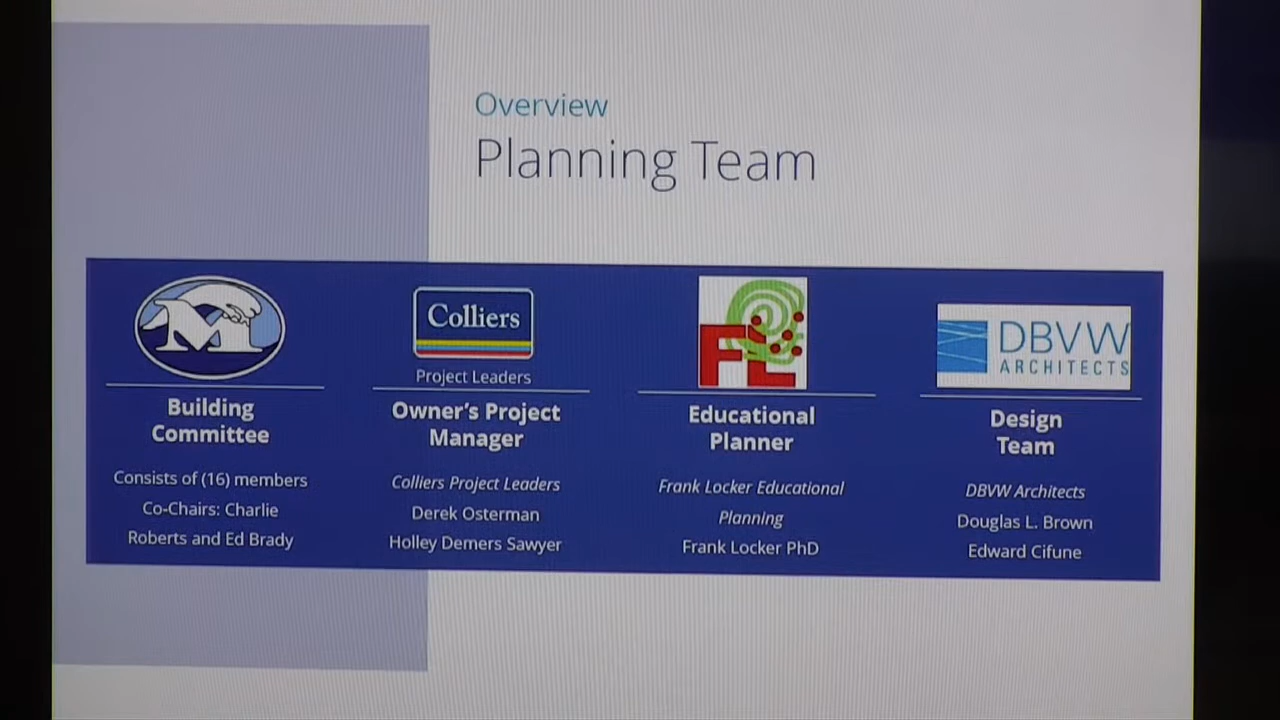 Overview
Planning Team
M
Building
Committee
Consists of (16) members
Co-Chairs: Charlie
Roberts and Ed Brady
Colliers
Project Leaders
Owner's Project
Manager
Colliers Project Leaders
Derek Osterman
Holley Demers Sawyer
FL
Educational
Planner
Frank Locker Educational
Planning
Frank Locker PhD
DBVW
ARCHITECTS
Design
Team
DBVW Architects
Douglas L. Brown
Edward Cifune